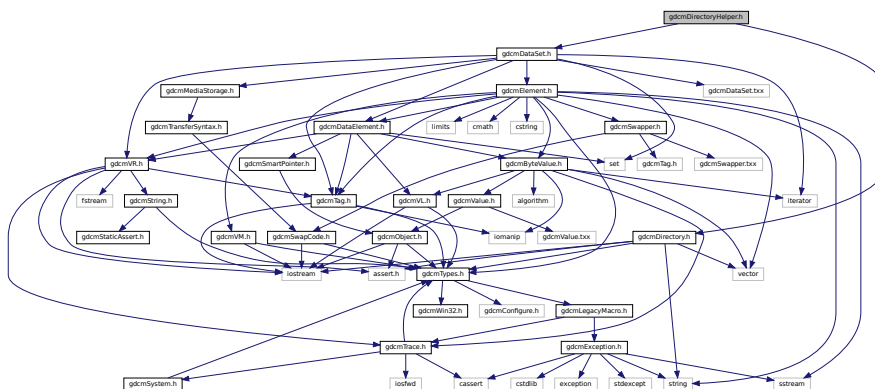 gdcmDirectoryHelper.h
gdcmDataSet.h
gdcmMediaStorage.h
gdcmElement.h
gdcmDataSet.txx
gdcmTransferSyntax.h
gdcmDataElement.h
limits
cmath
cstring
gdcmSwapper.h
gdcmVR.h
gdcmSmartPointer.h
gdcmByteValue.h
set
gdcmTag.h
gdcmSwapper.txx
fstream
gdcmString.h
gdcmTag.h
gdcmVL.h
gdcmValue.h
algorithm
iterator
gdcmStaticAssert.h
gdcmVM.h
gdcmSwapCode.h
gdcmObject.h
iomanip
gdcmValue.txx
gdcmDirectory.h
iostream
assert.h
gdcmTypes.h
vector
gdcmWin32.h
gdcmConfigure.h
gdcmLegacyMacro.h
gdcmTrace.h
gdcmException.h
gdcmSystem.h
iosfwd
cassert
cstdlib
exception
stdexcept
string
sstream